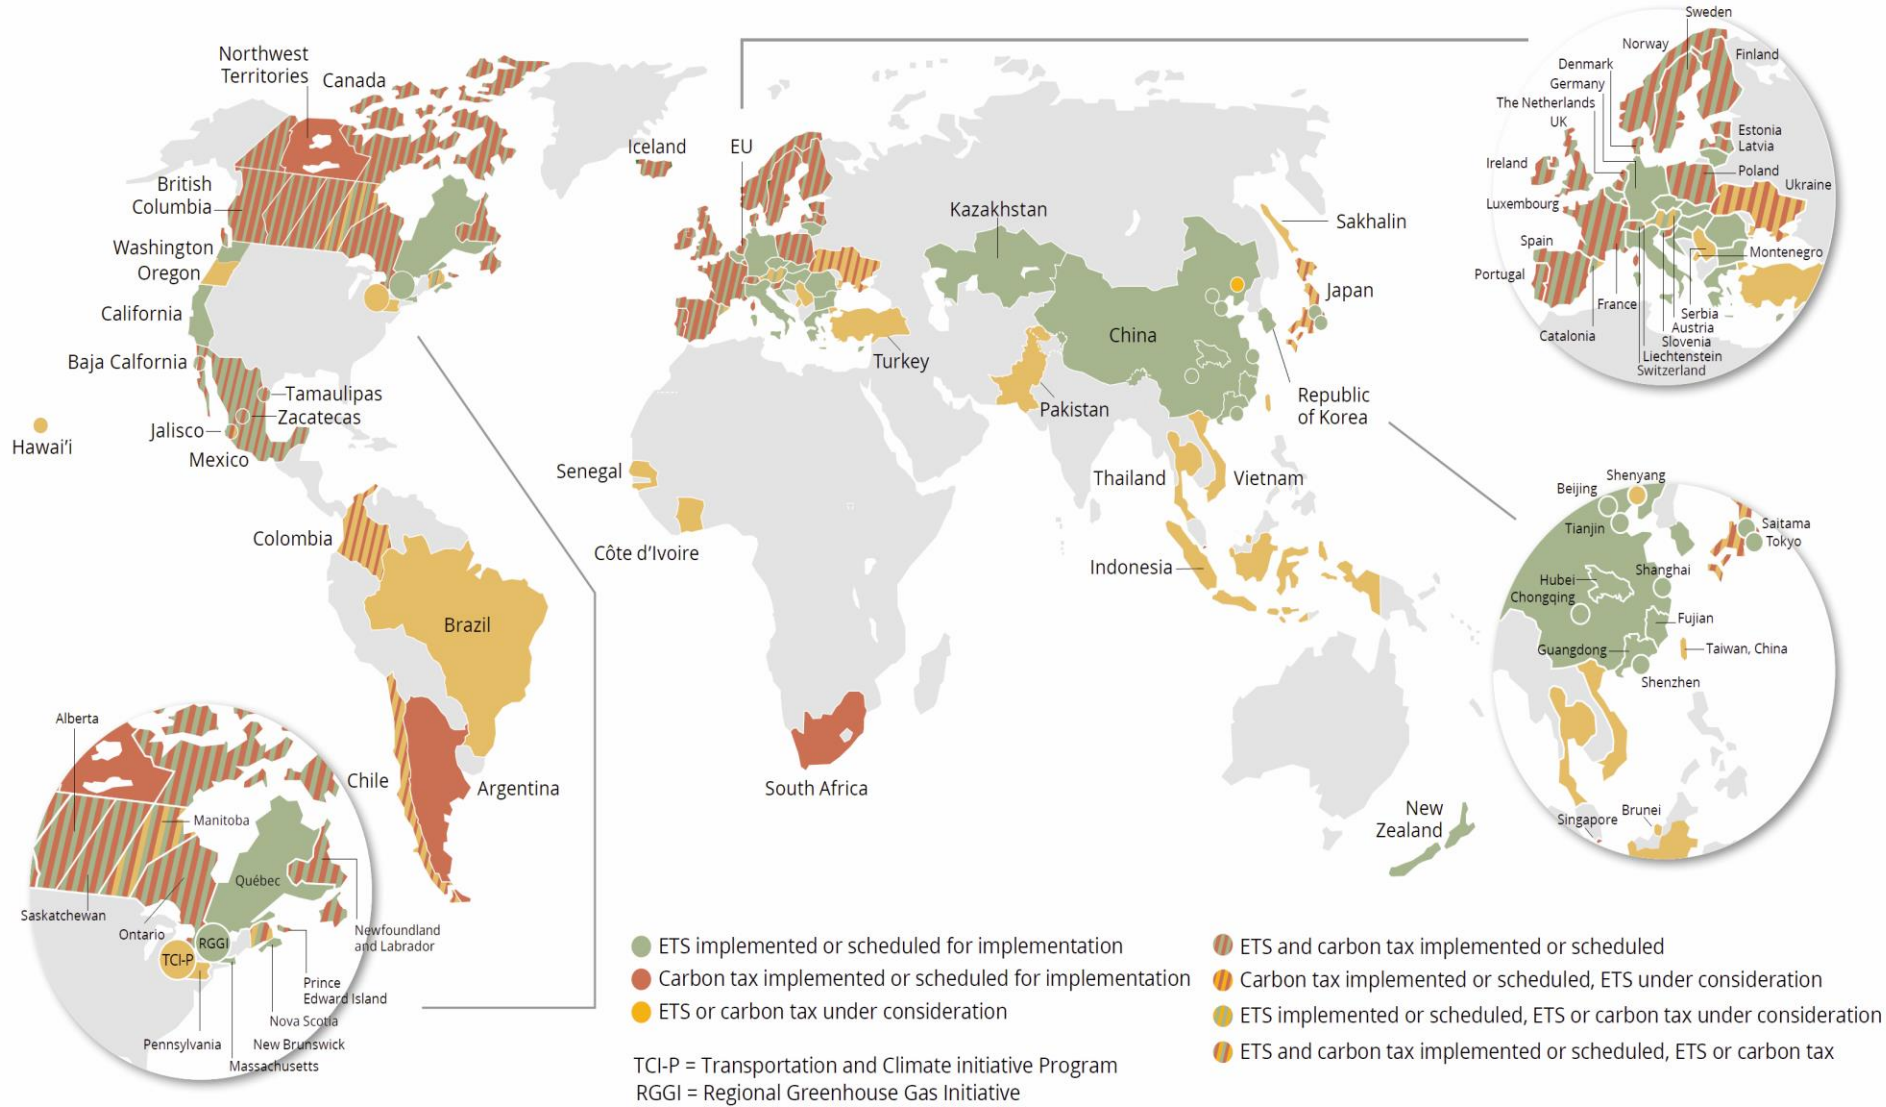 Northwest
Territories
Canada
British
Columbia
Washington
Oregon
California
Baja Calfornia
Tamaulipas
Zacatecas
Jalisco
Mexico
Hawai'i
Iceland
EU
Kazakhstan
Sakhalin
Japan
China
Turkey
Pakistan
Republic
of Korea
Senegal
Côte d'Ivoire
Thailand
Vietnam
Indonesia
Colombia
Brazil
Chile
Argentina
South Africa
New
Zealand
Sweden
Norway
Finland
Denmark
Germany
The Netherlands
UK
Estonia
Latvia
Ireland
Poland
Ukraine
Luxembourg
Spain
Montenegro
Portugal
France
Serbia
Austria
Catalonia
Slovenia
Liechtenstein
Switzerland
Shenyang
Beijing
Tianjin
Saitama
Tokyo
Hubei
Shanghai
Chongqing
Fujian
Guangdong
Taiwan, China
Shenzhen
Singapore
Brunei
Alberta
Manitoba
Québec
Saskatchewan
Ontario
RGGI
TCI-P
Newfoundland
and Labrador
Prince
Edward Island
Nova Scotia
Pennsylvania
New Brunswick
Massachusetts
ETS implemented or scheduled for implementation
Carbon tax implemented or scheduled for implementation
ETS or carbon tax under consideration
TCI-P = Transportation and Climate initiative Program
RGGI = Regional Greenhouse Gas Initiative
ETS and carbon tax implemented or scheduled
Carbon tax implemented or scheduled, ETS under consideration
ETS implemented or scheduled, ETS or carbon tax under consideration
ETS and carbon tax implemented or scheduled, ETS or carbon tax